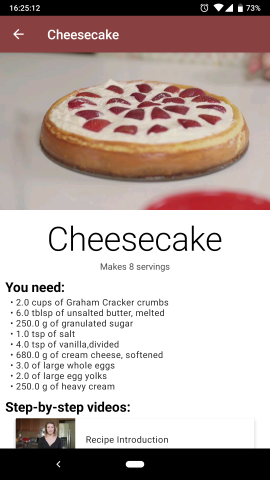 16:25:12
73%
Cheesecake
Cheesecake
Makes 8 servings
You need:
• 2.0 cups of Graham Cracker crumbs
• 6.0 tblsp of unsalted butter, melted
• 250.0 g of granulated sugar
• 1.0 tsp of salt
• 4.0 tsp of vanilla,divided
• 680.0 g of cream cheese, softened
• 3.0 of large whole eggs
• 2.0 of large egg yolks
• 250.0 g of heavy cream
Step-by-step videos:
Recipe Introduction